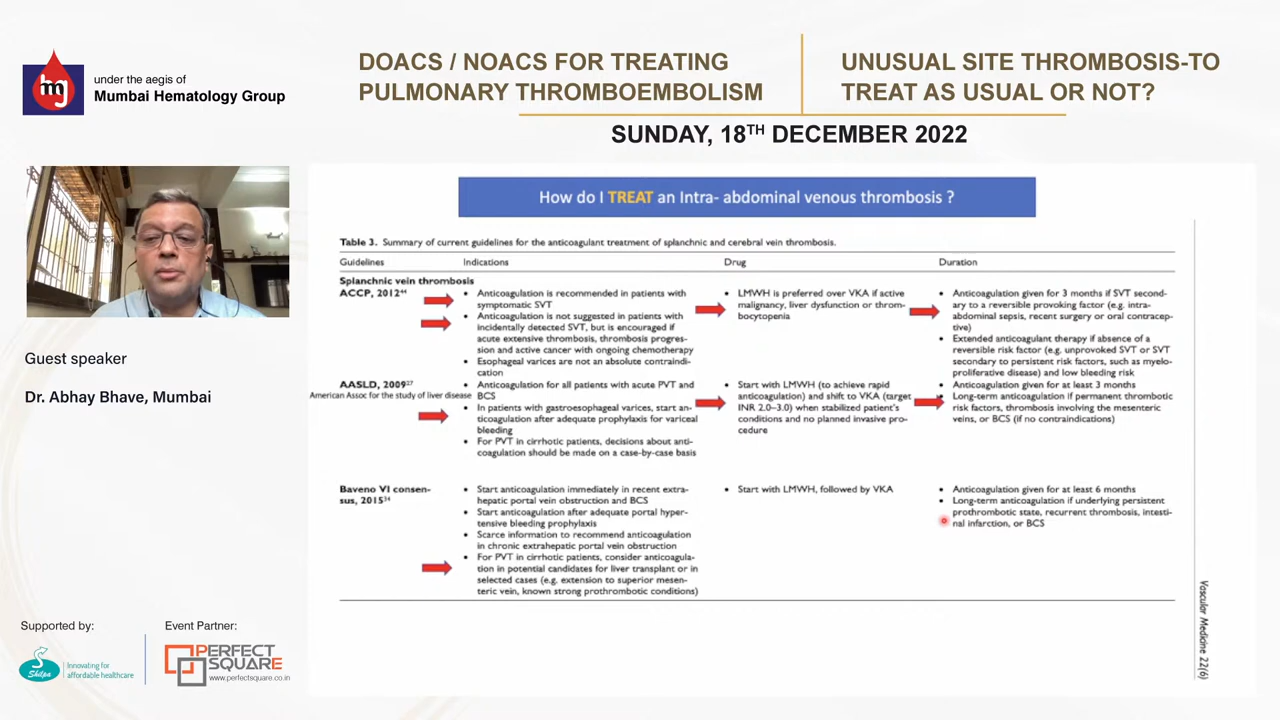 mg
under the aegis of
Mumbai Hematology Group
DOACS / NOACS FOR TREATING
PULMONARY THROMBOEMBOLISM
UNUSUAL SITE THROMBOSIS-TO
TREAT AS USUAL OR NOT?
SUNDAY, 18TH DECEMBER 2022
Guest speaker
Dr. Abhay Bhave, Mumbai
Supported by:
Shilpa
Innovating for
affordable healthcare
Event Partner:
PERFECT
SQUARE
www.perfectsquare.co.in
How do I TREAT an Intra- abdominal venous thrombosis ?
Table 3. Summary of current guidelines for the anticoagulant treatment of splanchnic and cerebral vein thrombosis.
Guidelines Indications Drug Duration
Splanchnic vein thrombosis
ACCP, 2012⁴⁴
• Anticoagulation is recommended in patients with
symptomatic SVT
• Anticoagulation is not suggested in patients with
incidentally detected SVT, but is encouraged if
acute extensive thrombosis, thrombosis progres-
sion and active cancer with ongoing chemotherapy
• Esophageal varices are not an absolute contraindi-
cation
• LMWH is preferred over VKA if active
malignancy, liver dysfunction or throm-
bocytopenia
• Anticoagulation given for 3 months if SVT second-
ary to a reversible provoking factor (e.g. intra-
abdominal sepsis, recent surgery or oral contracep-
tive)
• Extended anticoagulant therapy if absence of a
reversible risk factor (e.g. unprovoked SVT or SVT
secondary to persistent risk factors, such as myelo-
proliferative disease) and low bleeding risk
AASLD, 2009²⁷
American Assoc for the study of liver disease
• Anticoagulation for all patients with acute PVT and
BCS
• In patients with gastroesophageal varices, start an-
ticoagulation after adequate prophylaxis for variceal
bleeding
• For PVT in cirrhotic patients, decisions about anti-
coagulation should be made on a case-by-case basis
• Start with LMWH (to achieve rapid
anticoagulation) and shift to VKA (target
INR 2.0–3.0) when stabilized patient's
conditions and no planned invasive pro-
cedure
• Anticoagulation given for at least 3 months
• Long-term anticoagulation if permanent thrombotic
risk factors, thrombosis involving the mesenteric
veins, or BCS (if no contraindications)
Baveno VI consen-
sus, 2015³⁴
• Start anticoagulation immediately in recent extra-
hepatic portal vein obstruction and BCS
• Start anticoagulation after adequate portal hyper-
tensive bleeding prophylaxis
• Scarce information to recommend anticoagulation
in chronic extrahepatic portal vein obstruction
• For PVT in cirrhotic patients, consider anticoagula-
tion in potential candidates for liver transplant or in
selected cases (e.g. extension to superior mesen-
teric vein, known strong prothrombotic conditions)
• Start with LMWH, followed by VKA
• Anticoagulation given for at least 6 months
• Long-term anticoagulation if underlying persistent
prothrombotic state, recurrent thrombosis, intesti-
nal infarction, or BCS
Vascular Medicine 22(6)